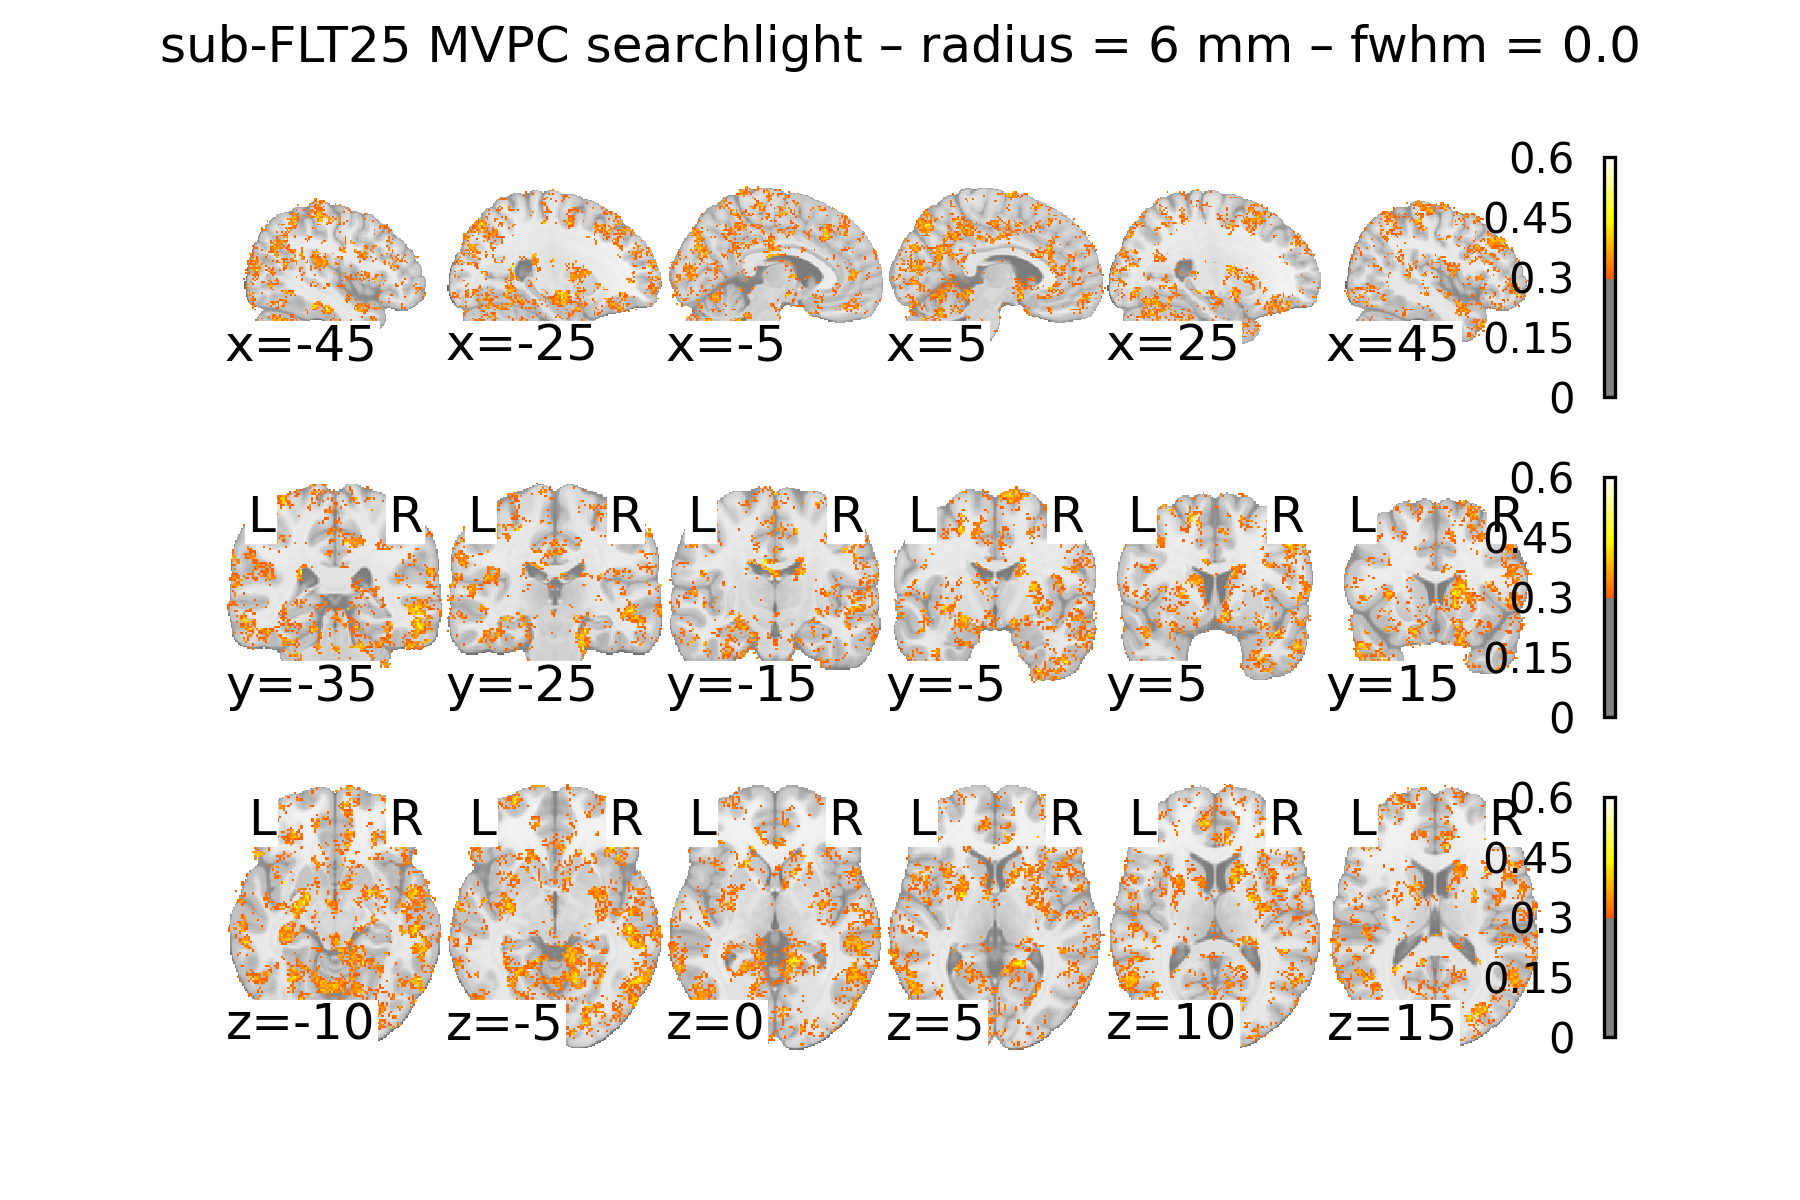 sub-FLT25 MVPC searchlight – radius = 6 mm – fwhm = 0.0
x=-45 x=-25 x=-5 x=5 x=25 x=45
0.6
0.45
0.3
0.15
0
L R L R L R L R L R L R
y=-35 y=-25 y=-15 y=-5 y=5 y=15
0.6
0.45
0.3
0.15
0
L R L R L R L R L R L R
z=-10 z=-5 z=0 z=5 z=10 z=15
0.6
0.45
0.3
0.15
0